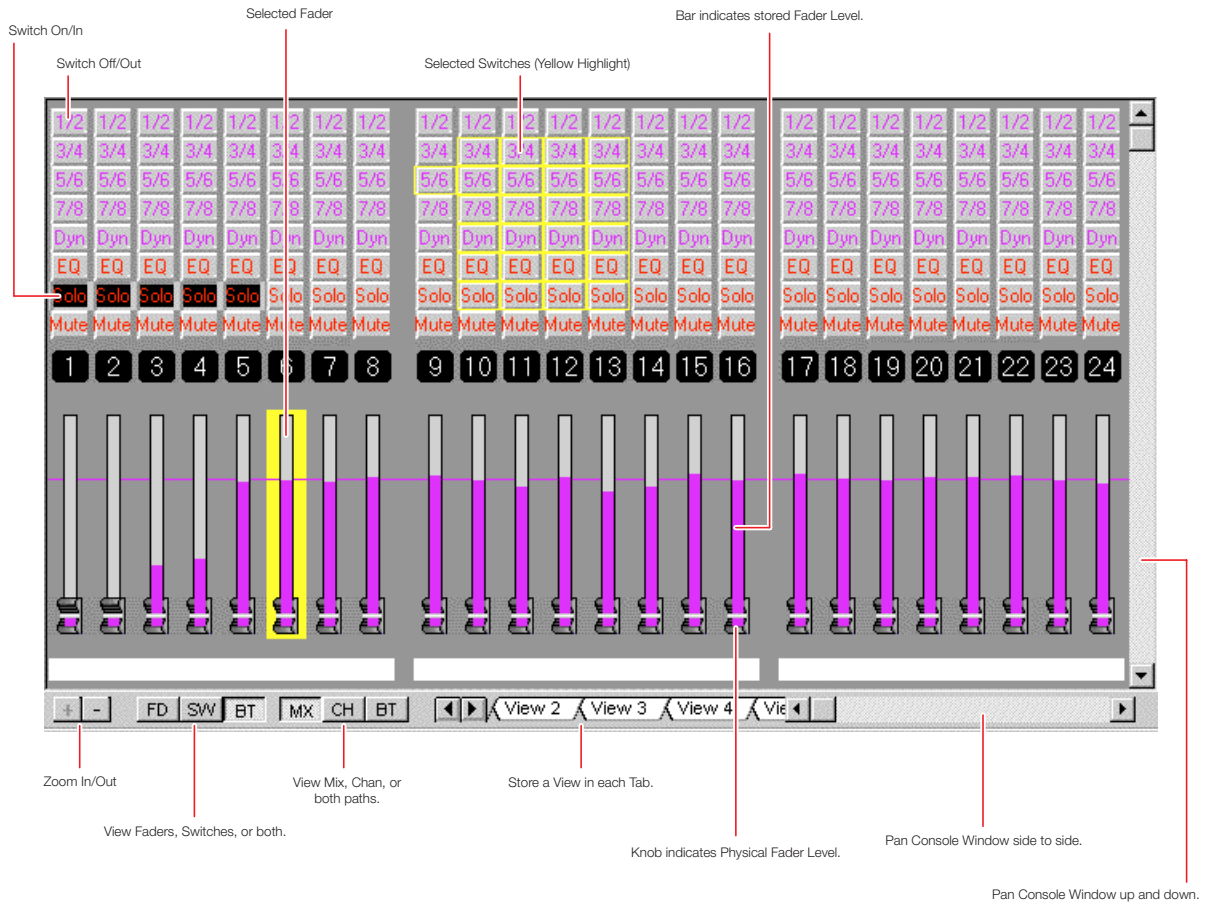 Selected Fader
Bar indicates stored Fader Level.
Switch On/In
Switch Off/Out
Selected Switches (Yellow Highlight)
1/2 1/2 1/2 1/2 1/2 1/2 1/2 1/2 1/2 1/2 1/2 1/2 1/2 1/2 1/2 1/2 1/2 1/2 1/2 1/2 1/2 1/2 1/2 1/2
3/4 3/4 3/4 3/4 3/4 3/4 3/4 3/4 3/4 3/4 3/4 3/4 3/4 3/4 3/4 3/4 3/4 3/4 3/4 3/4 3/4 3/4 3/4 3/4
5/6 5/6 5/6 5/6 5/6 5/6 5/6 5/6 5/6 5/6 5/6 5/6 5/6 5/6 5/6 5/6 5/6 5/6 5/6 5/6 5/6 5/6 5/6 5/6
7/8 7/8 7/8 7/8 7/8 7/8 7/8 7/8 7/8 7/8 7/8 7/8 7/8 7/8 7/8 7/8 7/8 7/8 7/8 7/8 7/8 7/8 7/8 7/8
Dyn Dyn Dyn Dyn Dyn Dyn Dyn Dyn Dyn Dyn Dyn Dyn Dyn Dyn Dyn Dyn Dyn Dyn Dyn Dyn Dyn Dyn Dyn Dyn
EQ EQ EQ EQ EQ EQ EQ EQ EQ EQ EQ EQ EQ EQ EQ EQ EQ EQ EQ EQ EQ EQ EQ EQ
Solo Solo Solo Solo Solo Solo Solo Solo Solo Solo Solo Solo Solo Solo Solo Solo Solo Solo Solo Solo Solo Solo Solo Solo
Mute Mute Mute Mute Mute Mute Mute Mute Mute Mute Mute Mute Mute Mute Mute Mute Mute Mute Mute Mute Mute Mute Mute Mute
1 2 3 4 5 6 7 8 9 10 11 12 13 14 15 16 17 18 19 20 21 22 23 24
+ - FD SW BT MX CH BT View 2 View 3 View 4 Vie
Zoom In/Out
View Mix, Chan, or
both paths.
Store a View in each Tab.
View Faders, Switches, or both.
Knob indicates Physical Fader Level.
Pan Console Window side to side.
Pan Console Window up and down.